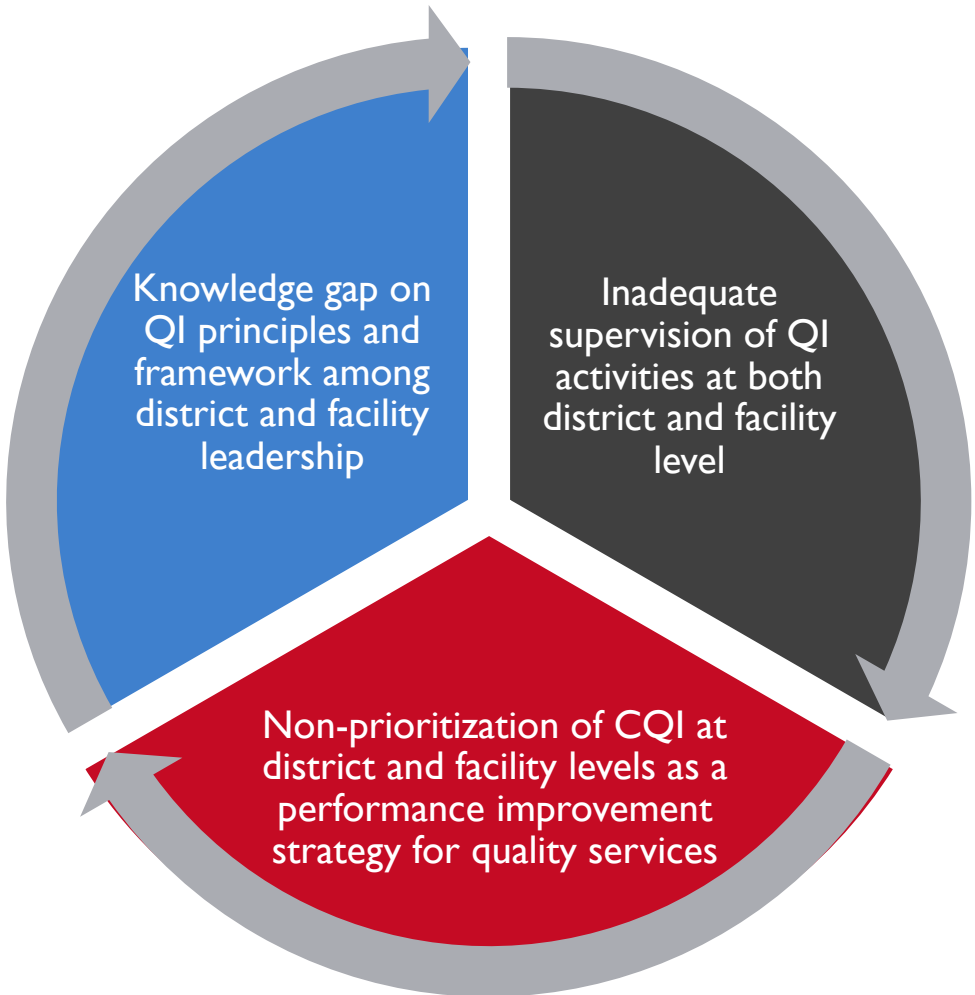 Knowledge gap on
QI principles and
framework among
district and facility
leadership
Inadequate
supervision of QI
activities at both
district and facility
level
Non-prioritization of CQI at
district and facility levels as a
performance improvement
strategy for quality services